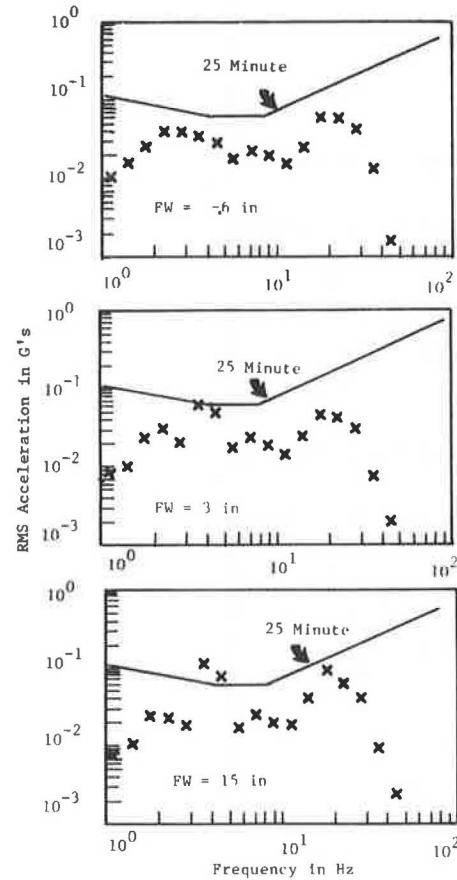 10^0
10^-1
10^-2
10^-3
25 Minute
FW = -.6 in
10^0
10^1
10^2
10^0
10^-1
10^-2
10^-3
25 Minute
FW = 3 in
10^0
10^1
10^2
RMS Acceleration in G's
10^0
10^-1
10^-2
10^-3
25 Minute
FW = 15 in
10^0
10^1
10^2
Frequency in Hz